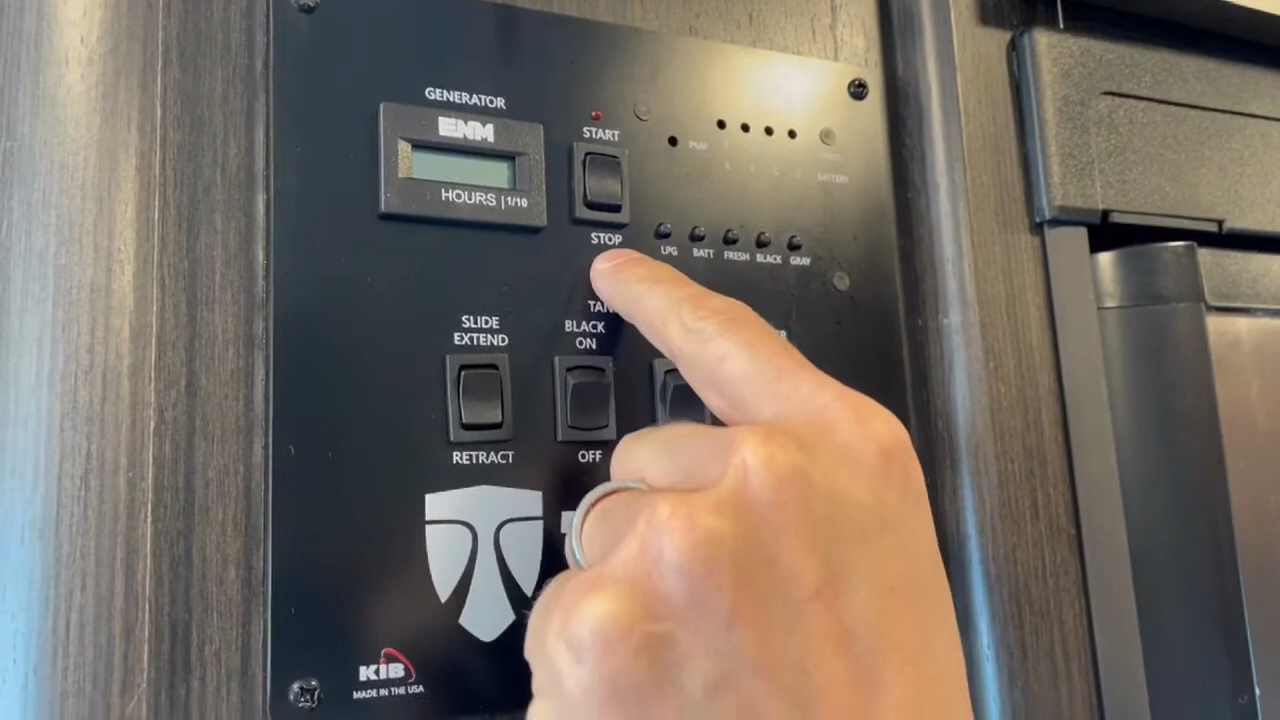 GENERATOR
ENM
HOURS | 1/10
START
STOP
PMP
BATTERY
LPG BATT FRESH BLACK GRAY
SLIDE
EXTEND
RETRACT
BLACK
ON
OFF
KIB
MADE IN THE USA